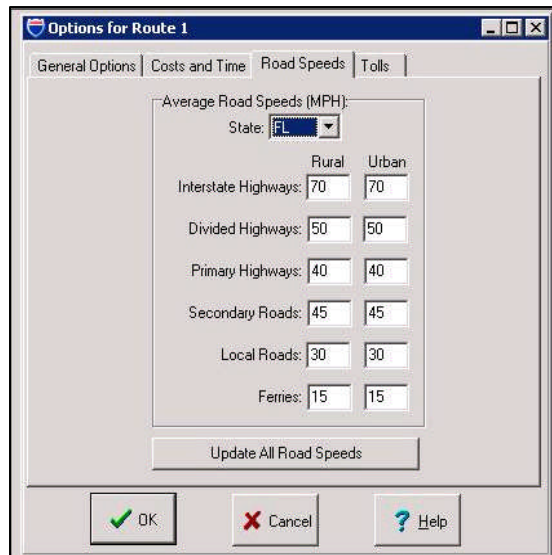 Options for Route 1
General Options Costs and Time Road Speeds Tolls
Average Road Speeds (MPH):
State: FL
Rural Urban
Interstate Highways: 70 70
Divided Highways: 50 50
Primary Highways: 40 40
Secondary Roads: 45 45
Local Roads: 30 30
Ferries: 15 15
Update All Road Speeds
OK Cancel Help